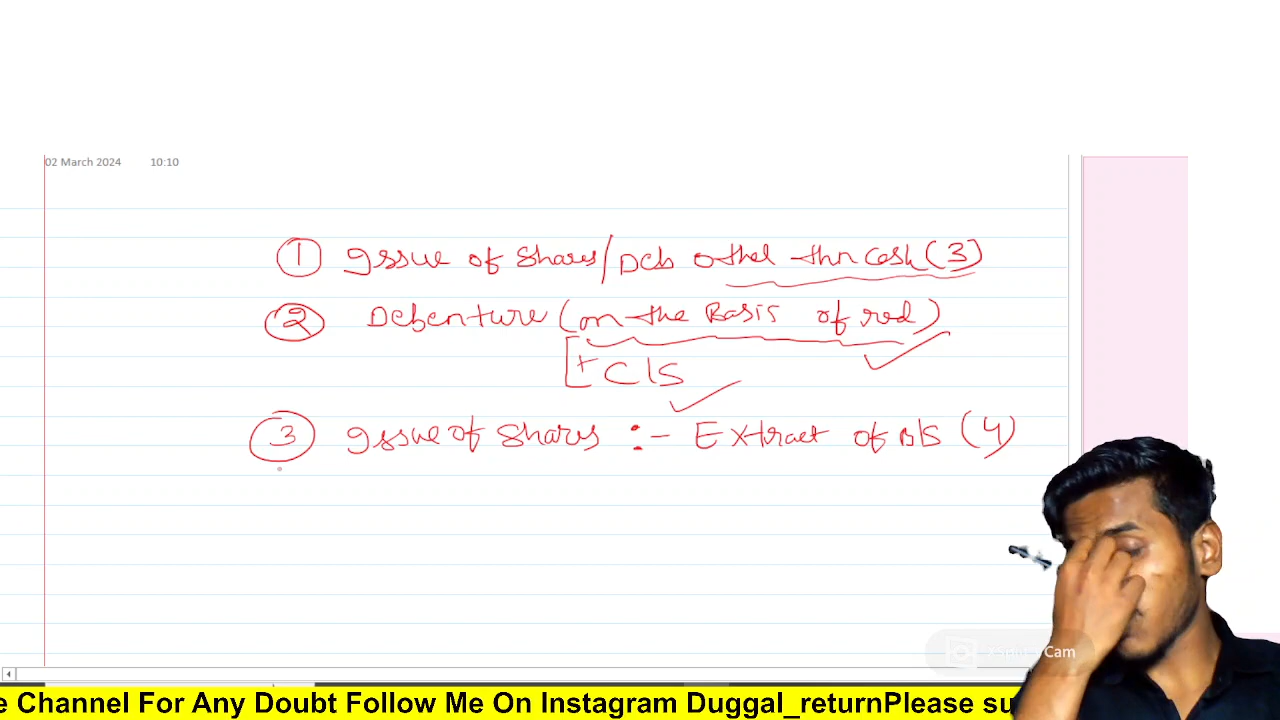 02 March 2024 10:10
① Issue of Shares/Deb other thn Cash (3)
② Debenture (on the Basis of red)
[+ C/S
③ Issue of Shares :- Extract of B/S (4)
Cam
e Channel For Any Doubt Follow Me On Instagram Duggal_returnPlease su